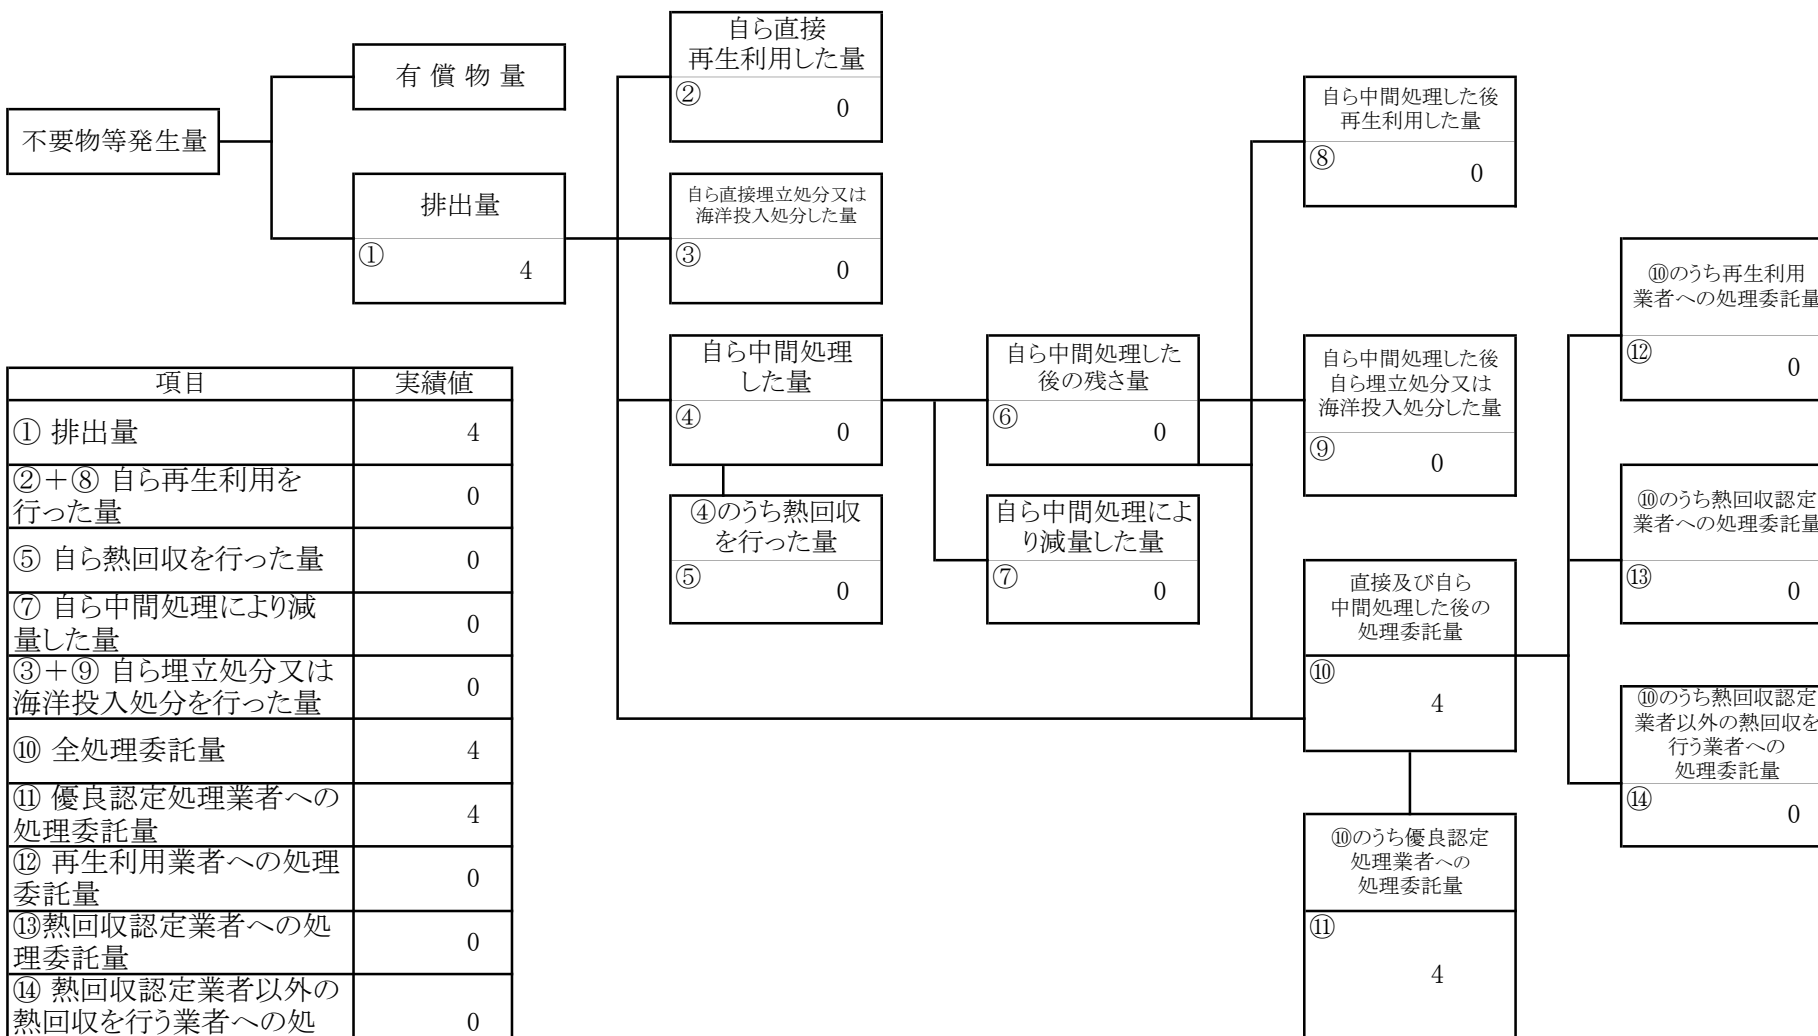 不要物等発生量
有償物量
排出量
①
4
自ら直接
再生利用した量
②
0
自ら直接埋立処分又は
海洋投入処分した量
③
0
自ら中間処理
した量
④
0
④のうち熱回収
を行った量
⑤
0
自ら中間処理した
後の残さ量
⑥
0
自ら中間処理によ
り減量した量
⑦
0
自ら中間処理した後
再生利用した量
⑧
0
自ら中間処理した後
自ら埋立処分又は
海洋投入処分した量
⑨
0
直接及び自ら
中間処理した後の
処理委託量
⑩
4
⑩のうち優良認定
処理業者への
処理委託量
⑪
4
⑩のうち再生利用
業者への処理委託量
⑫
0
⑩のうち熱回収認定
業者への処理委託量
⑬
0
⑩のうち熱回収認定
業者以外の熱回収を
行う業者への
処理委託量
⑭
0
項目 実績値
① 排出量 4
②＋⑧ 自ら再生利用を
行った量 0
⑤ 自ら熱回収を行った量 0
⑦ 自ら中間処理により減
量した量 0
③＋⑨ 自ら埋立処分又は
海洋投入処分を行った量 0
⑩ 全処理委託量 4
⑪ 優良認定処理業者への
処理委託量 4
⑫ 再生利用業者への処理
委託量 0
⑬熱回収認定業者への処
理委託量 0
⑭ 熱回収認定業者以外の
熱回収を行う業者への処 0